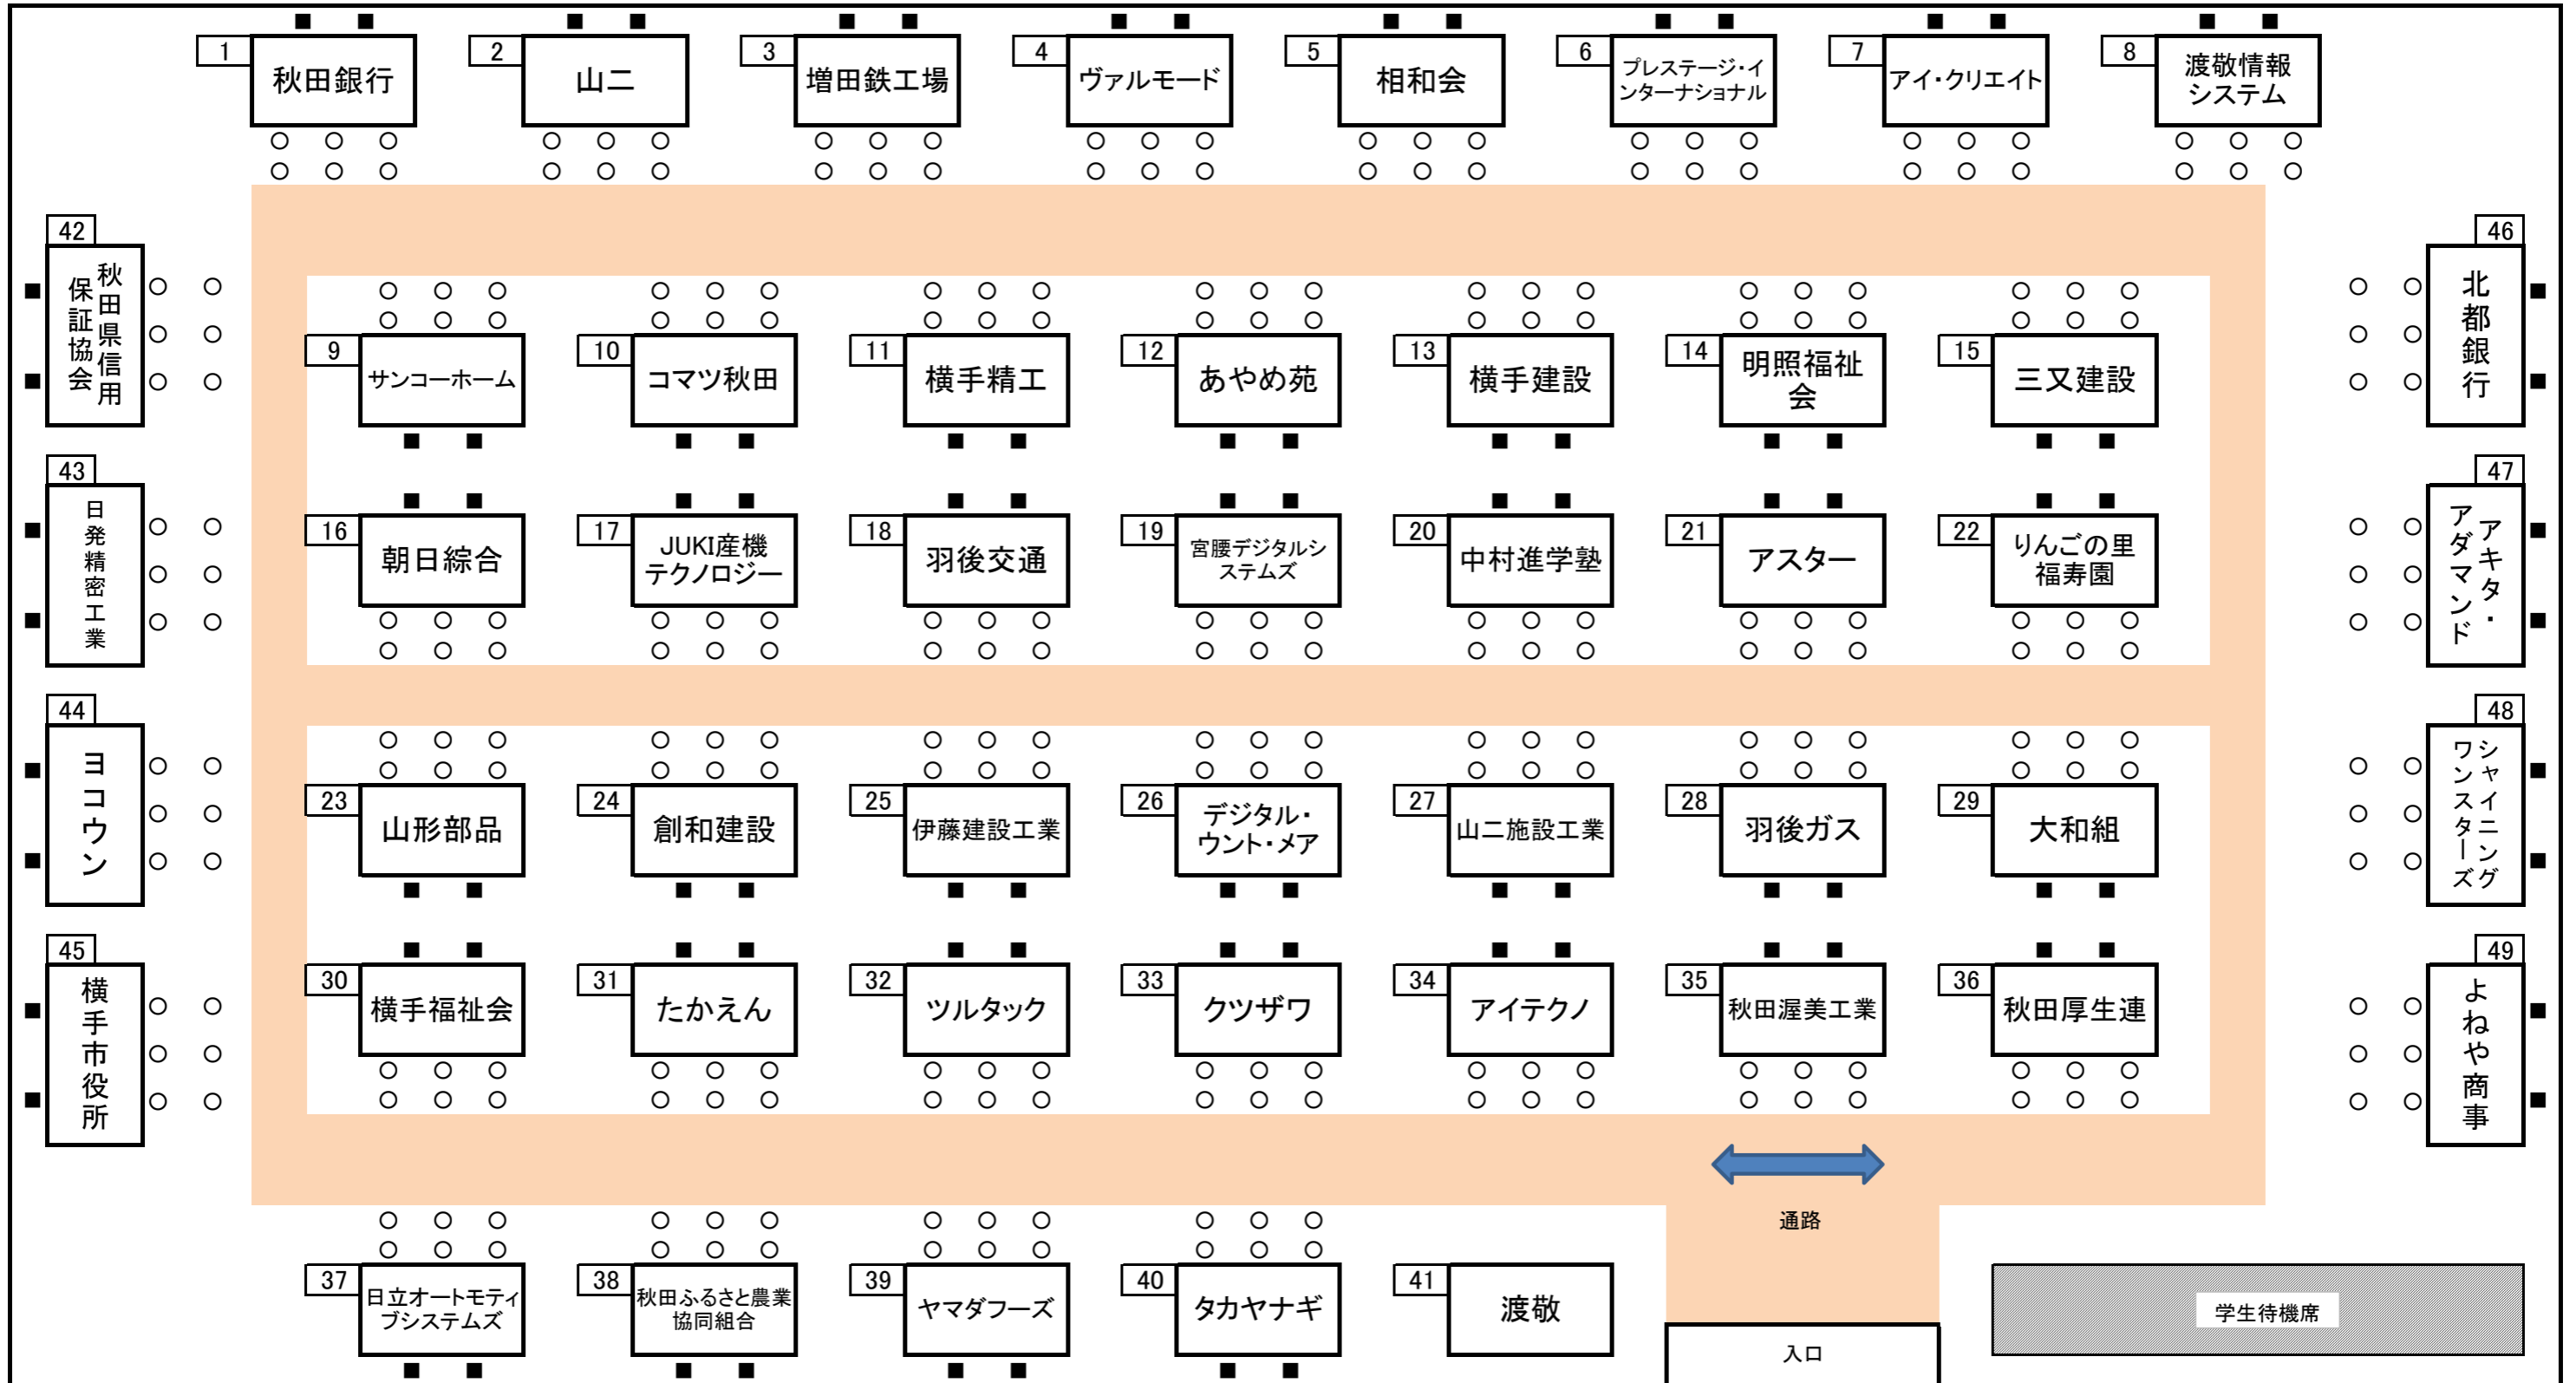 1
秋田銀行
2
山二
3
増田鉄工場
4
ヴァルモード
5
相和会
6
プレステージ・イ
ンターナショナル
7
アイ・クリエイト
8
渡敬情報
システム
42
秋田県信用
保証協会
46
北都銀行
9
サンコーホーム
10
コマツ秋田
11
横手精工
12
あやめ苑
13
横手建設
14
明照福祉
会
15
三又建設
43
日発精密工業
47
アキタ・
アダマンド
16
朝日綜合
17
JUKI産機
テクノロジー
18
羽後交通
19
宮腰デジタルシ
ステムズ
20
中村進学塾
21
アスター
22
りんごの里
福寿園
44
ヨコウン
48
シャイニング
ワンスターズ
23
山形部品
24
創和建設
25
伊藤建設工業
26
デジタル・
ウント・メア
27
山二施設工業
28
羽後ガス
29
大和組
45
横手市役所
49
よねや商事
30
横手福祉会
31
たかえん
32
ツルタック
33
クツザワ
34
アイテクノ
35
秋田渥美工業
36
秋田厚生連
通路
37
日立オートモティ
ブシステムズ
38
秋田ふるさと農業
協同組合
39
ヤマダフーズ
40
タカヤナギ
41
渡敬
入口
学生待機席